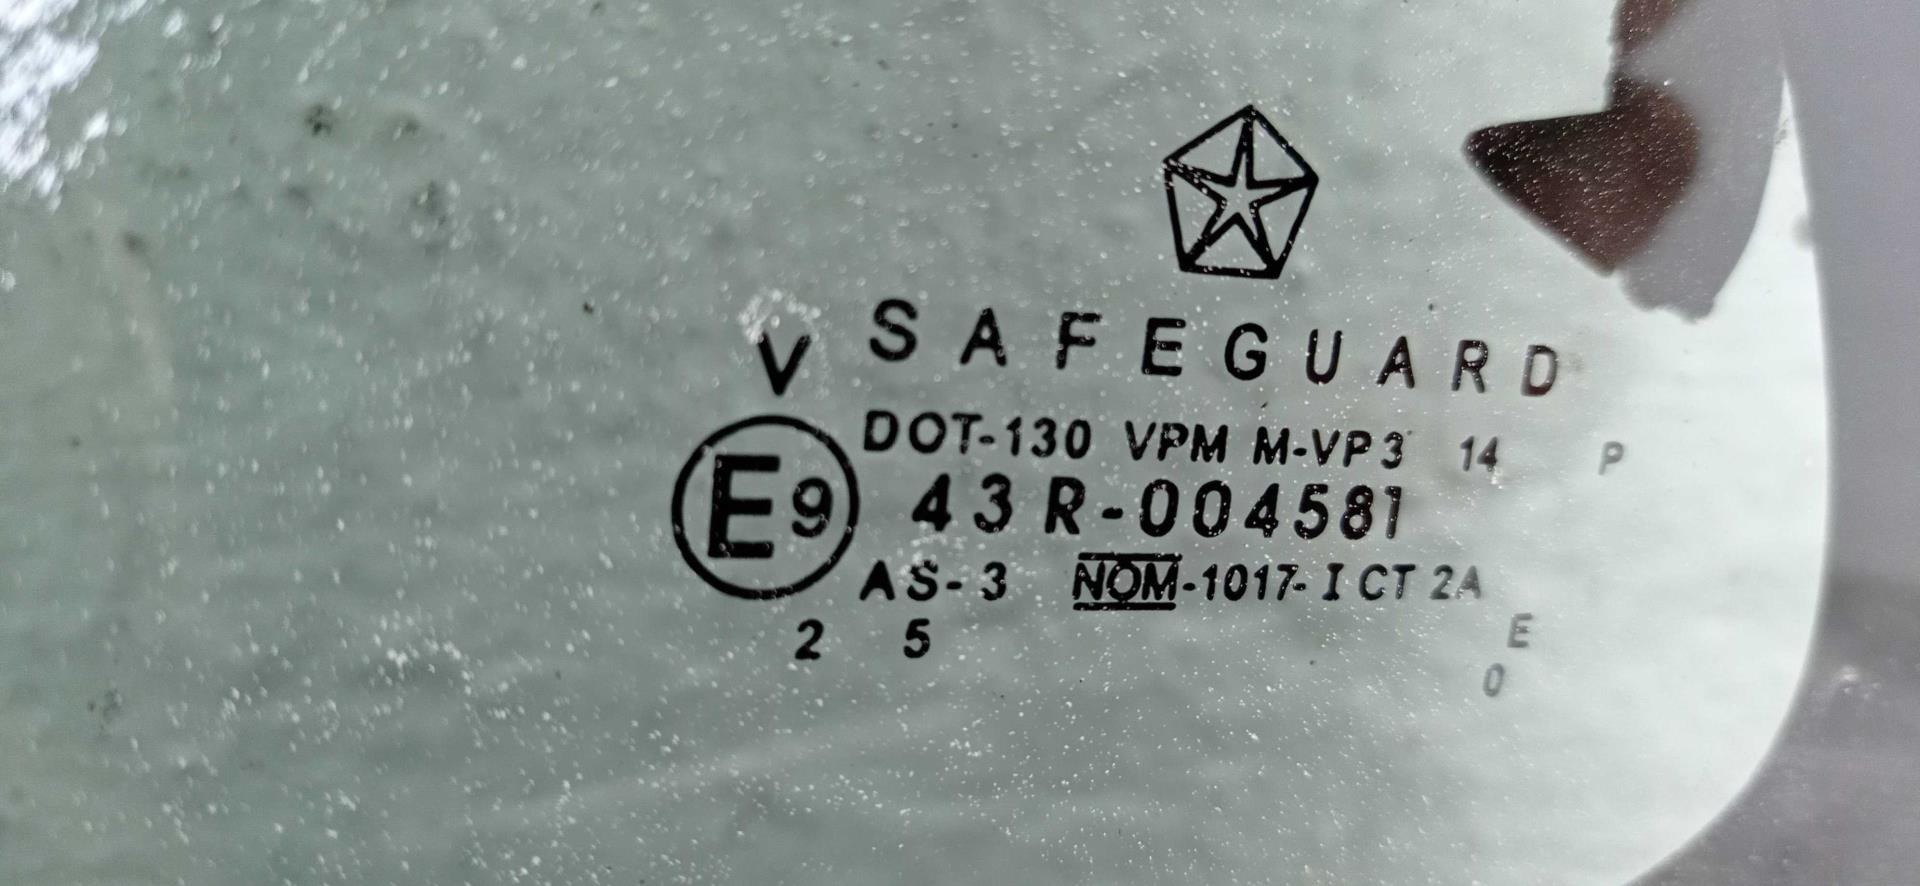 V SAFEGUARD
DOT-130 VPM M-VP3 14 P
E9 43R-004581
AS-3 NOM-1017-I CT 2A
2 5 E
0